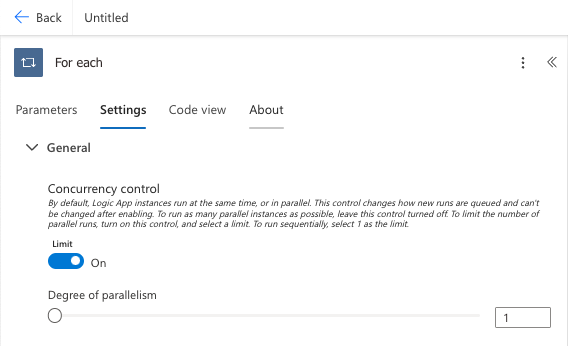 Back
Untitled
For each
Parameters
Settings
Code view
About
General
Concurrency control
By default, Logic App instances run at the same time, or in parallel. This control changes how new runs are queued and can't
be changed after enabling. To run as many parallel instances as possible, leave this control turned off. To limit the number of
parallel runs, turn on this control, and select a limit. To run sequentially, select 1 as the limit.
Limit
On
Degree of parallelism
1